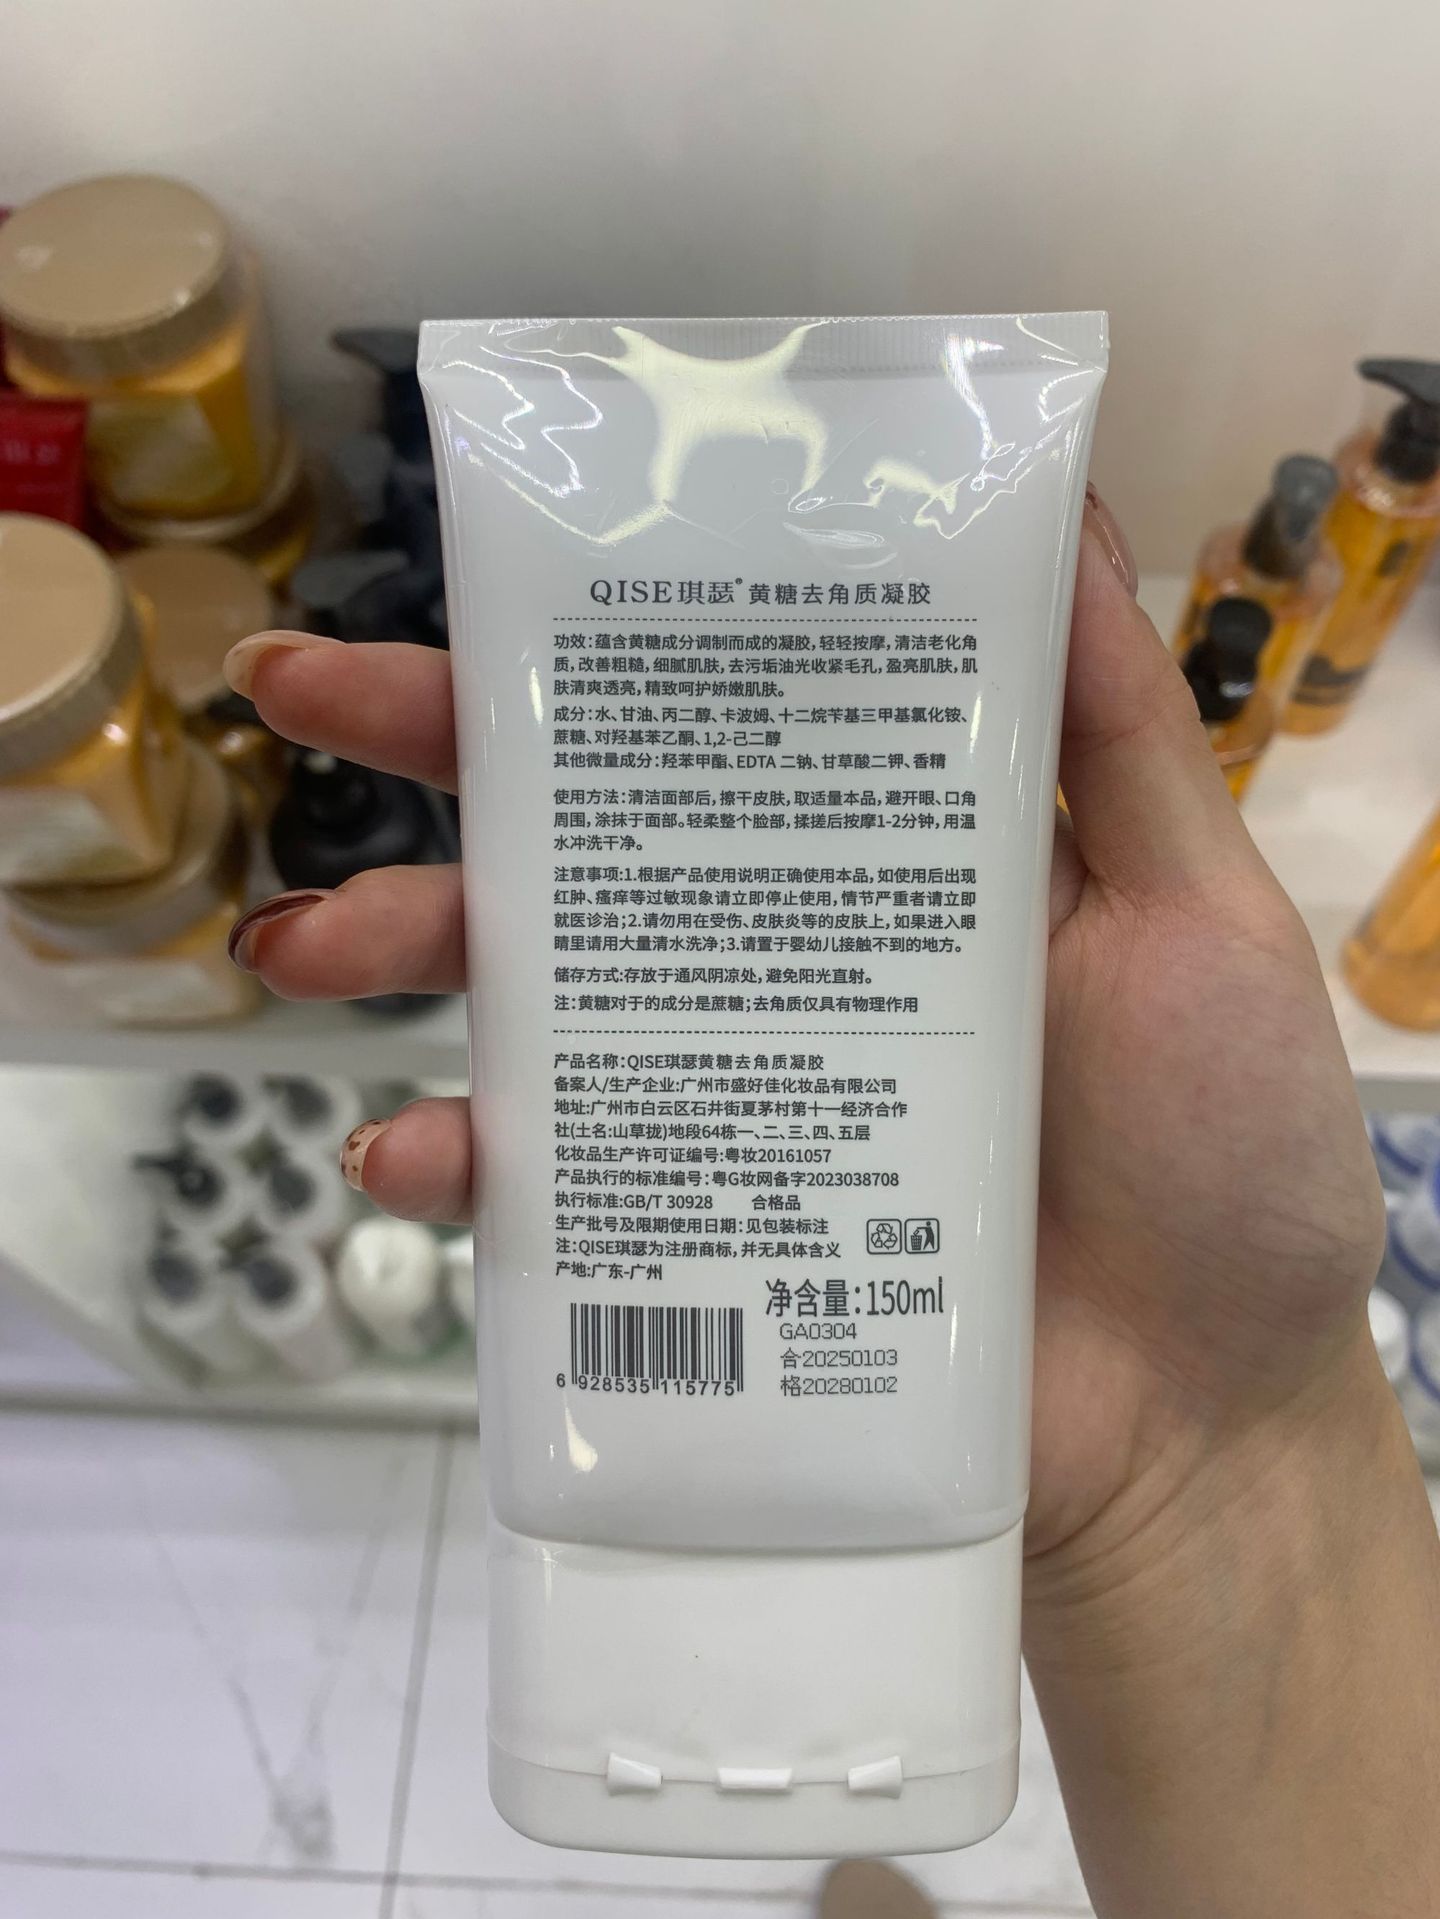 QISE琪瑟® 黄糖去角质凝胶
功效：蕴含黄糖成分调制而成的凝胶，轻轻按摩，清洁老化角
质，改善粗糙，细腻肌肤，去污垢油光收紧毛孔，盈亮肌肤，肌
肤清爽透亮，精致呵护娇嫩肌肤。
成分：水、甘油、丙二醇、卡波姆、十二烷苄基三甲基氯化铵、
蔗糖、对羟基苯乙酮、1,2-己二醇
其他微量成分：羟苯甲酯、EDTA 二钠、甘草酸二钾、香精
使用方法：清洁面部后，擦干皮肤，取适量本品，避开眼、口角
周围，涂抹于面部。轻柔整个脸部，揉搓后按摩1-2分钟，用温
水冲洗干净。
注意事项:1.根据产品使用说明正确使用本品，如使用后出现
红肿、瘙痒等过敏现象请立即停止使用，情节严重者请立即
就医诊治；2.请勿用在受伤、皮肤炎等的皮肤上，如果进入眼
睛里请用大量清水洗净；3.请置于婴幼儿接触不到的地方。
储存方式:存放于通风阴凉处，避免阳光直射。
注：黄糖对于的成分是蔗糖；去角质仅具有物理作用
产品名称：QISE琪瑟黄糖去角质凝胶
备案人/生产企业:广州市盛好佳化妆品有限公司
地址:广州市白云区石井街夏茅村第十一经济合作
社(土名:山草拢)地段64栋一、二、三、四、五层
化妆品生产许可证编号:粤妆20161057
产品执行的标准编号：粤G妆网备字2023038708
执行标准:GB/T 30928 合格品
生产批号及限期使用日期：见包装标注
注：QISE琪瑟为注册商标，并无具体含义
产地:广东-广州
净含量：150ml
GA0304
合20250103
格20280102
6 928535 115775